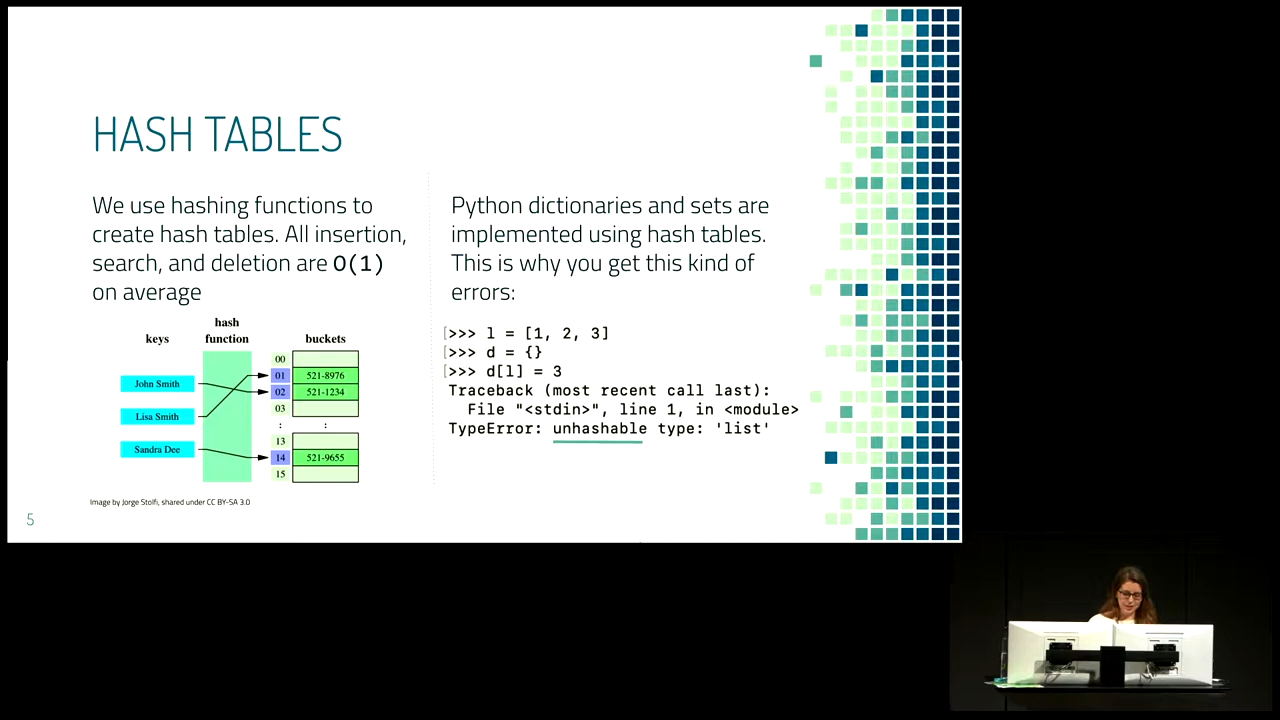 HASH TABLES
We use hashing functions to
create hash tables. All insertion,
search, and deletion are O(1)
on average
hash
keys function buckets
00
John Smith 01 521-8976
02 521-1234
Lisa Smith 03
: :
13
Sandra Dee 14 521-9655
15
Image by Jorge Stolfi, shared under CC BY-SA 3.0
Python dictionaries and sets are
implemented using hash tables.
This is why you get this kind of
errors:
[>>> l = [1, 2, 3]
[>>> d = {}
[>>> d[l] = 3
Traceback (most recent call last):
File "<stdin>", line 1, in <module>
TypeError: unhashable type: 'list'
5